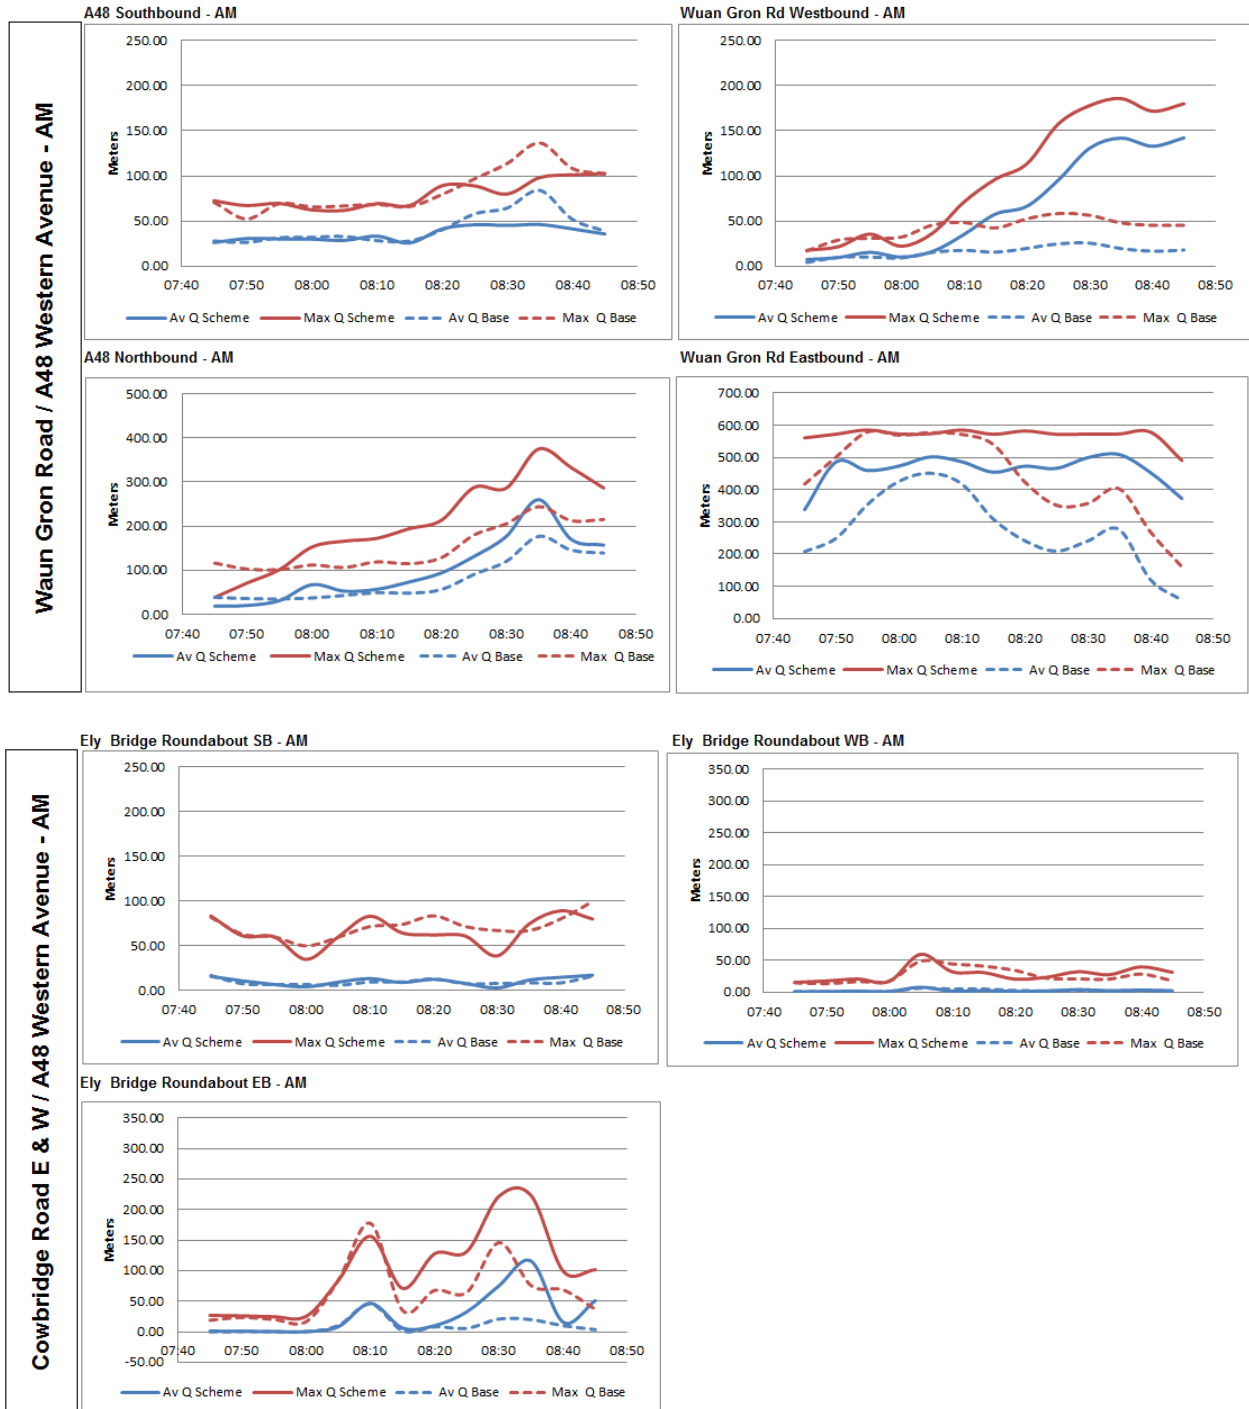 Waun Gron Road / A48 Western Avenue - AM
A48 Southbound - AM
250.00
200.00
150.00
100.00
50.00
0.00
Meters
07:40 07:50 08:00 08:10 08:20 08:30 08:40 08:50
Av Q Scheme Max Q Scheme Av Q Base Max Q Base
Wuan Gron Rd Westbound - AM
250.00
200.00
150.00
100.00
50.00
0.00
Meters
07:40 07:50 08:00 08:10 08:20 08:30 08:40 08:50
Av Q Scheme Max Q Scheme Av Q Base Max Q Base
A48 Northbound - AM
500.00
400.00
300.00
200.00
100.00
0.00
Meters
07:40 07:50 08:00 08:10 08:20 08:30 08:40 08:50
Av Q Scheme Max Q Scheme Av Q Base Max Q Base
Wuan Gron Rd Eastbound - AM
700.00
600.00
500.00
400.00
300.00
200.00
100.00
0.00
Meters
07:40 07:50 08:00 08:10 08:20 08:30 08:40 08:50
Av Q Scheme Max Q Scheme Av Q Base Max Q Base
Cowbridge Road E & W / A48 Western Avenue - AM
Ely Bridge Roundabout SB - AM
250.00
200.00
150.00
100.00
50.00
0.00
Meters
07:40 07:50 08:00 08:10 08:20 08:30 08:40 08:50
Av Q Scheme Max Q Scheme Av Q Base Max Q Base
Ely Bridge Roundabout WB - AM
350.00
300.00
250.00
200.00
150.00
100.00
50.00
0.00
Meters
07:40 07:50 08:00 08:10 08:20 08:30 08:40 08:50
Av Q Scheme Max Q Scheme Av Q Base Max Q Base
Ely Bridge Roundabout EB - AM
350.00
300.00
250.00
200.00
150.00
100.00
50.00
0.00
-50.00
Meters
07:40 07:50 08:00 08:10 08:20 08:30 08:40 08:50
Av Q Scheme Max Q Scheme Av Q Base Max Q Base